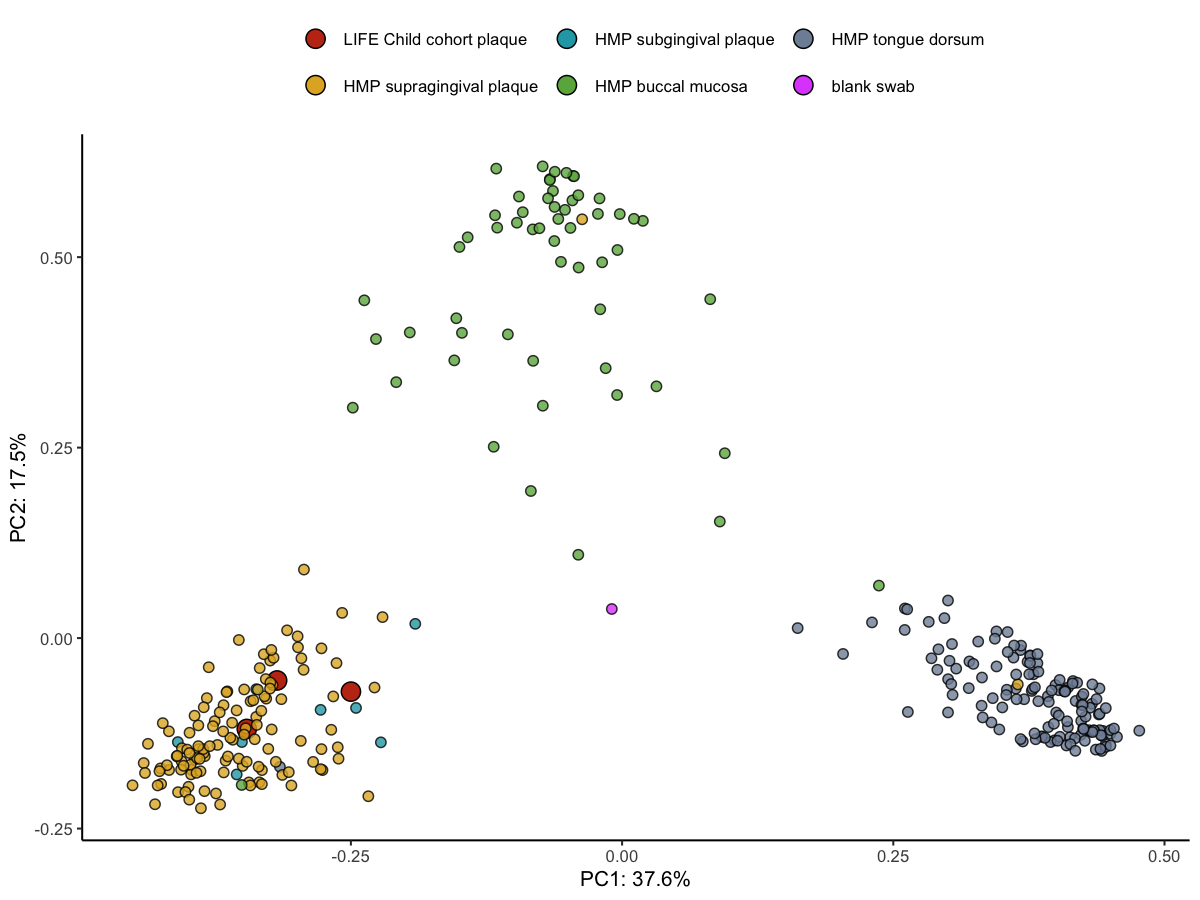 LIFE Child cohort plaque HMP subgingival plaque HMP tongue dorsum
HMP supragingival plaque HMP buccal mucosa blank swab
0.50
0.25
0.00
-0.25
PC2: 17.5%
-0.25 0.00 0.25 0.50
PC1: 37.6%